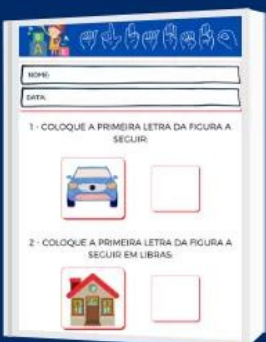 NOME:
DATA:
1 - COLOQUE A PRIMEIRA LETRA DA FIGURA A
SEGUIR:
2 - COLOQUE A PRIMEIRA LETRA DA FIGURA A
SEGUIR EM LIBRAS: